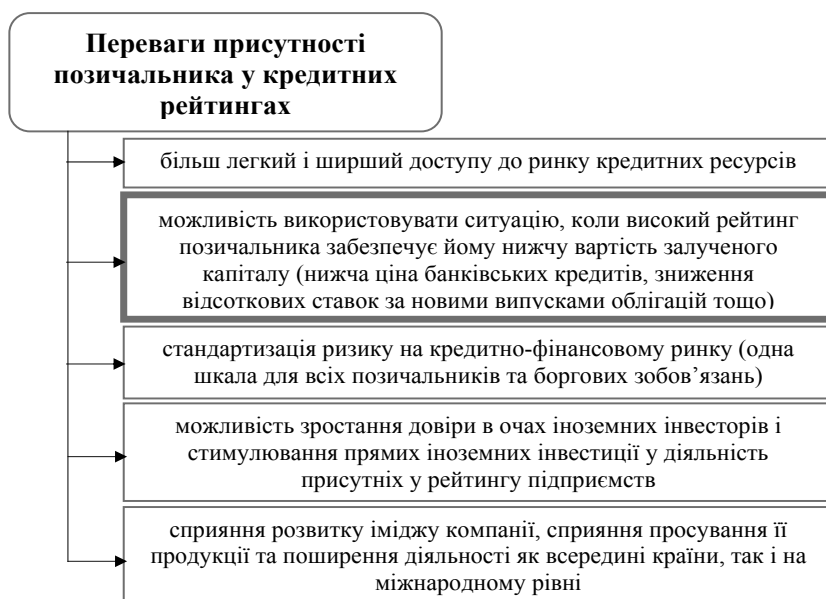 Переваги присутності
позичальника у кредитних
рейтингах
більш легкий і ширший доступу до ринку кредитних ресурсів
можливість використовувати ситуацію, коли високий рейтинг
позичальника забезпечує йому нижчу вартість залученого
капіталу (нижча ціна банківських кредитів, зниження
відсоткових ставок за новими випусками облігацій тощо)
стандартизація ризику на кредитно-фінансовому ринку (одна
шкала для всіх позичальників та боргових зобов’язань)
можливість зростання довіри в очах іноземних інвесторів і
стимулювання прямих іноземних інвестиції у діяльність
присутніх у рейтингу підприємств
сприяння розвитку іміджу компанії, сприяння просування її
продукції та поширення діяльності як всередині країни, так і на
міжнародному рівні